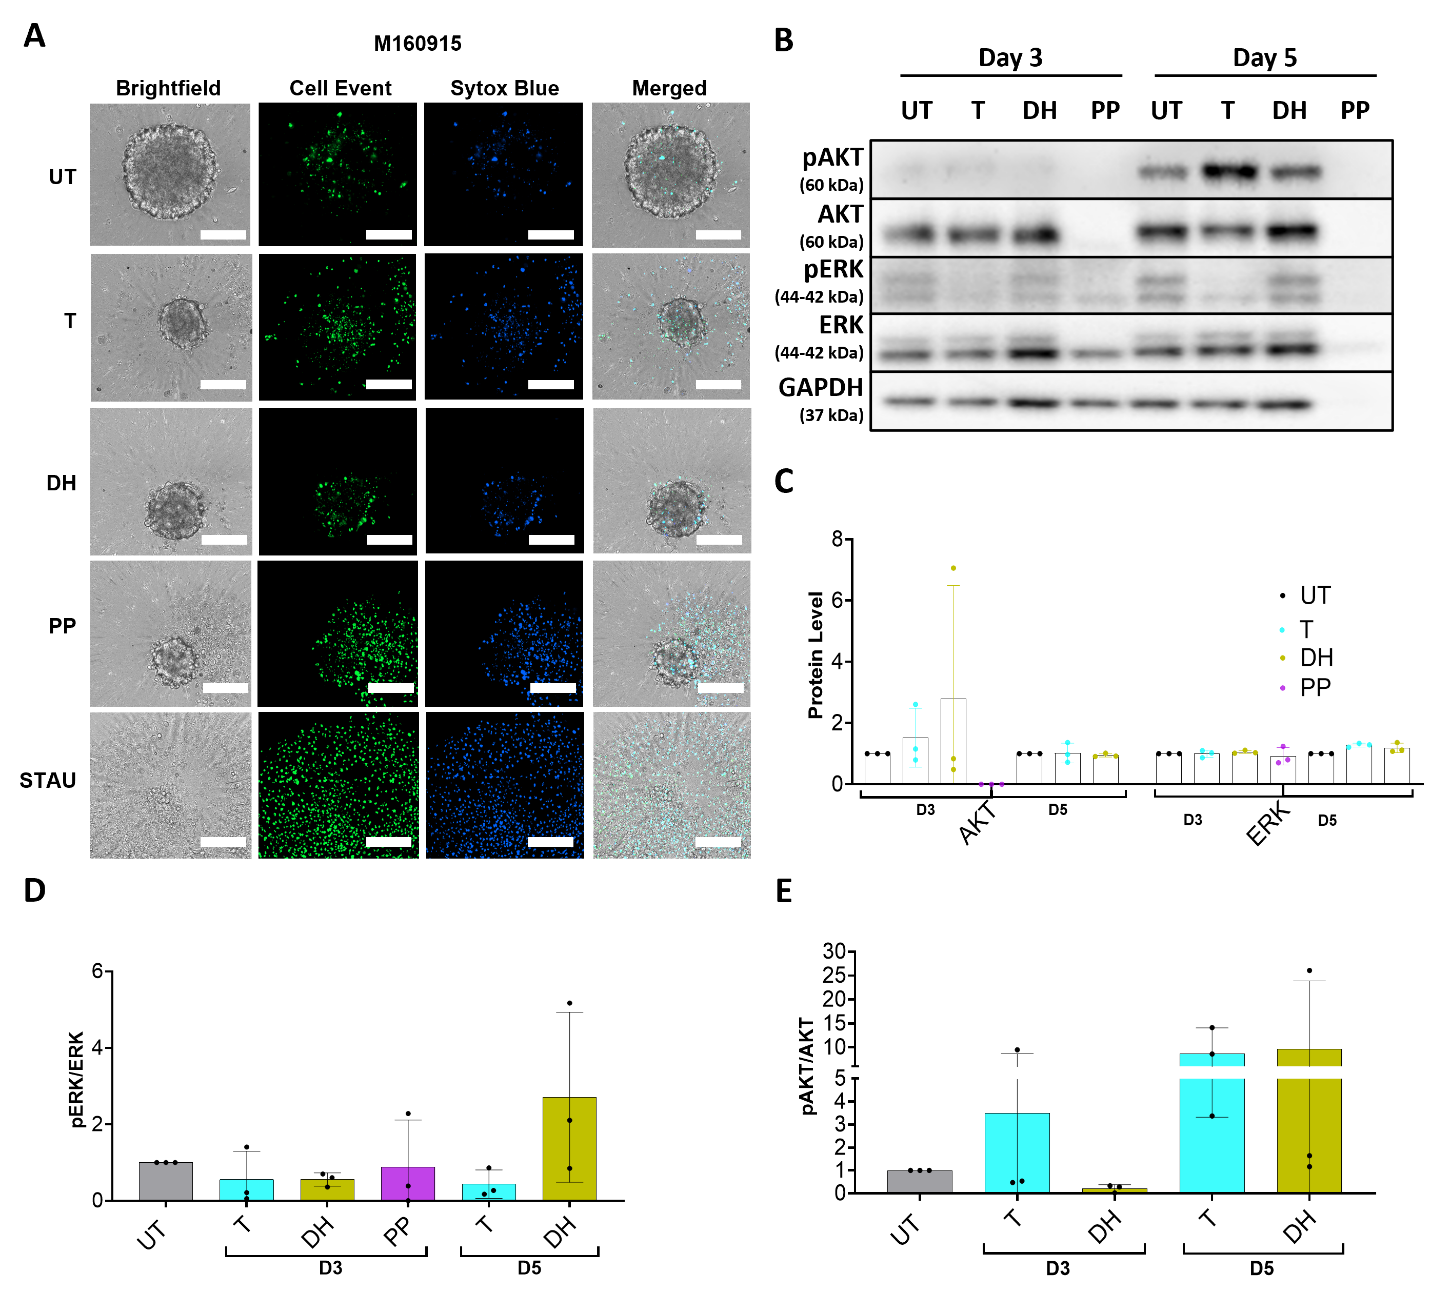 A
M160915
Brightfield Cell Event Sytox Blue Merged
UT
T
DH
PP
STAU
B
Day 3 Day 5
UT T DH PP UT T DH PP
pAKT
(60 kDa)
AKT
(60 kDa)
pERK
(44-42 kDa)
ERK
(44-42 kDa)
GAPDH
(37 kDa)
C
Protein Level
8
6
4
2
0
UT
T
DH
PP
D3 D5 D3 D5
AKT ERK
D
pERK/ERK
6
4
2
0
UT T DH PP T DH
D3 D5
E
pAKT/AKT
30
25
20
15
10
5
4
3
2
1
0
UT T DH T DH
D3 D5